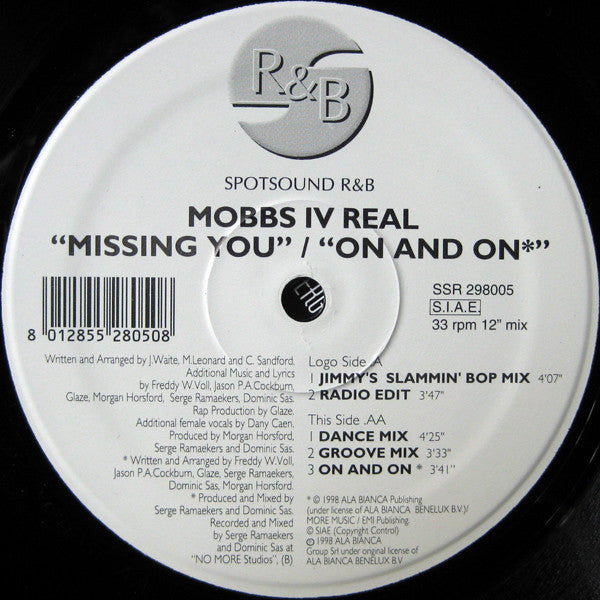 R&B
SPOTSOUND R&B
MOBBS IV REAL
“MISSING YOU” / “ON AND ON*”
8 012855 280508
SSR 298005
S.I.A.E.
33 rpm 12" mix
Written and Arranged by J.Waite, M.Leonard and C. Sandford.
Additional Music and Lyrics
by Freddy W.Voll, Jason P.A.Cockburn,
Glaze, Morgan Horsford, Serge Ramaekers, Dominic Sas.
Rap Production by Glaze.
Additional female vocals by Dany Caen.
Produced by Morgan Horsford,
Serge Ramaekers and Dominic Sas.
* Written and Arranged by Freddy W.Voll,
Jason P.A.Cockburn, Glaze, Serge Ramaekers,
Dominic Sas, Morgan Horsford.
* Produced and Mixed by
Serge Ramaekers and Dominic Sas.
Recorded and Mixed
by Serge Ramaekers
and Dominic Sas at
"NO MORE Studios", (B)
Logo Side .A
1 JIMMY'S SLAMMIN' BOP MIX 4'07"
2 RADIO EDIT 3'47"
This Side .AA
1 DANCE MIX 4'25"
2 GROOVE MIX 3'33"
3 ON AND ON * 3'41"
* ℗ 1998 ALA BIANCA Publishing
(under license of ALA BIANCA BENELUX B.V.)/
MORE MUSIC / EMI Publishing.
© SIAE (Copyright Control)
℗ 1998 ALA BIANCA
Group Srl under original license of
ALA BIANCA BENELUX B.V